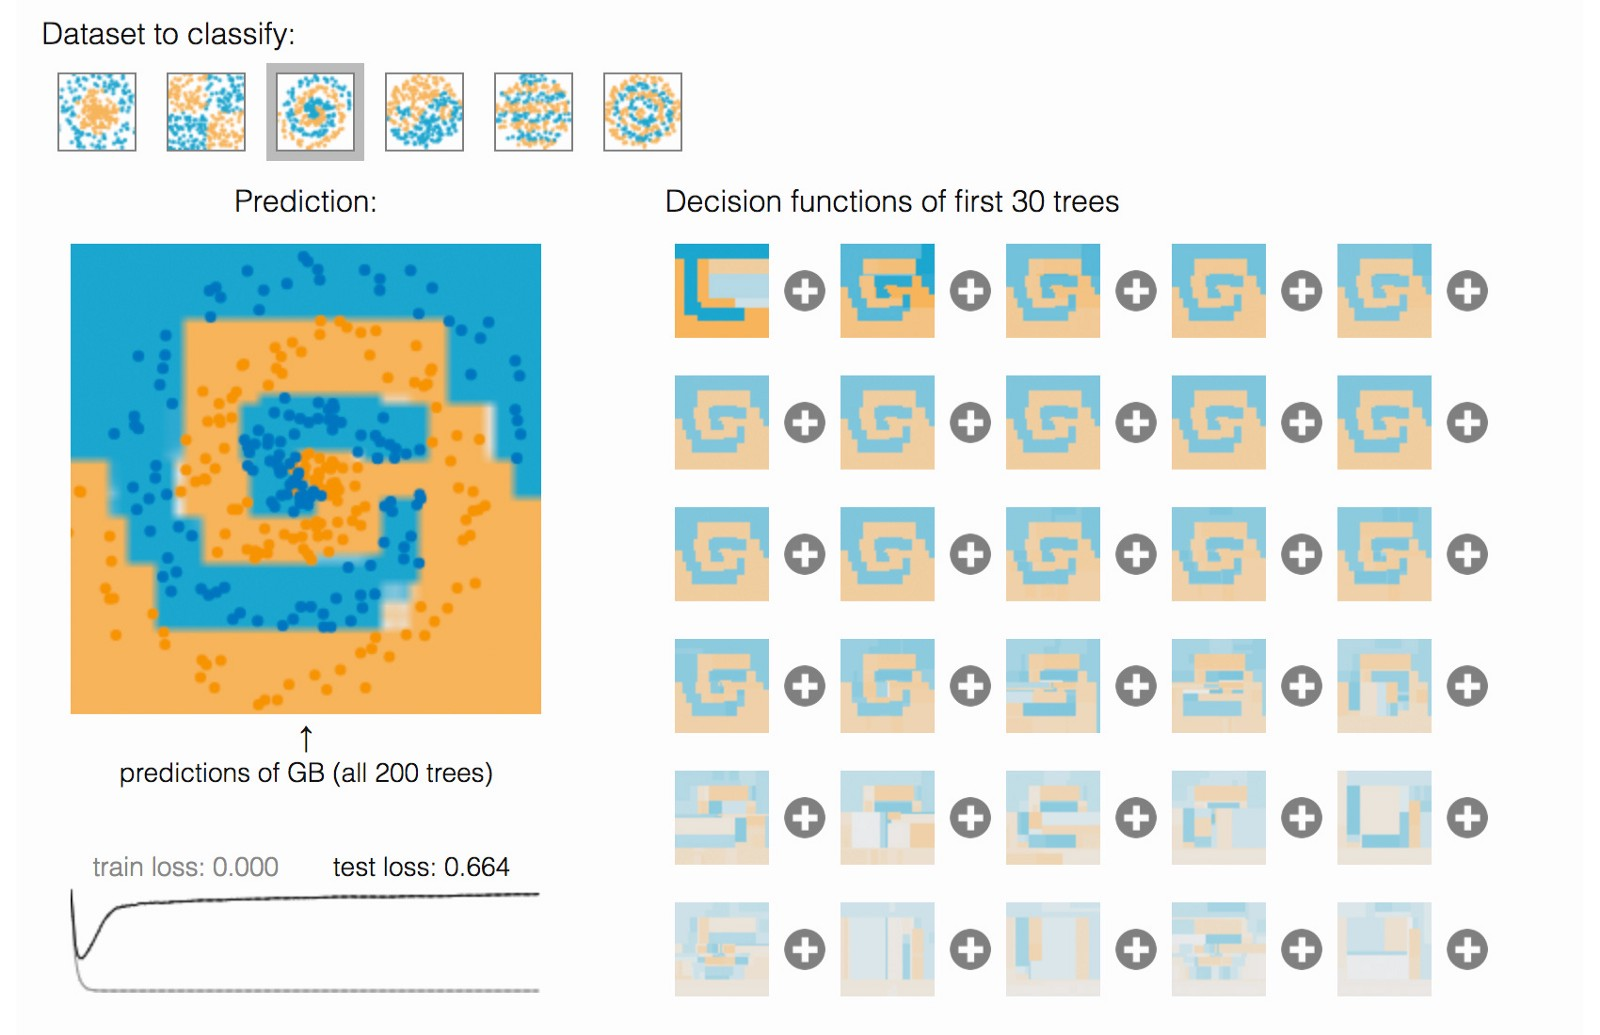 Dataset to classify:
Prediction:
Decision functions of first 30 trees
↑
predictions of GB (all 200 trees)
train loss: 0.000 test loss: 0.664